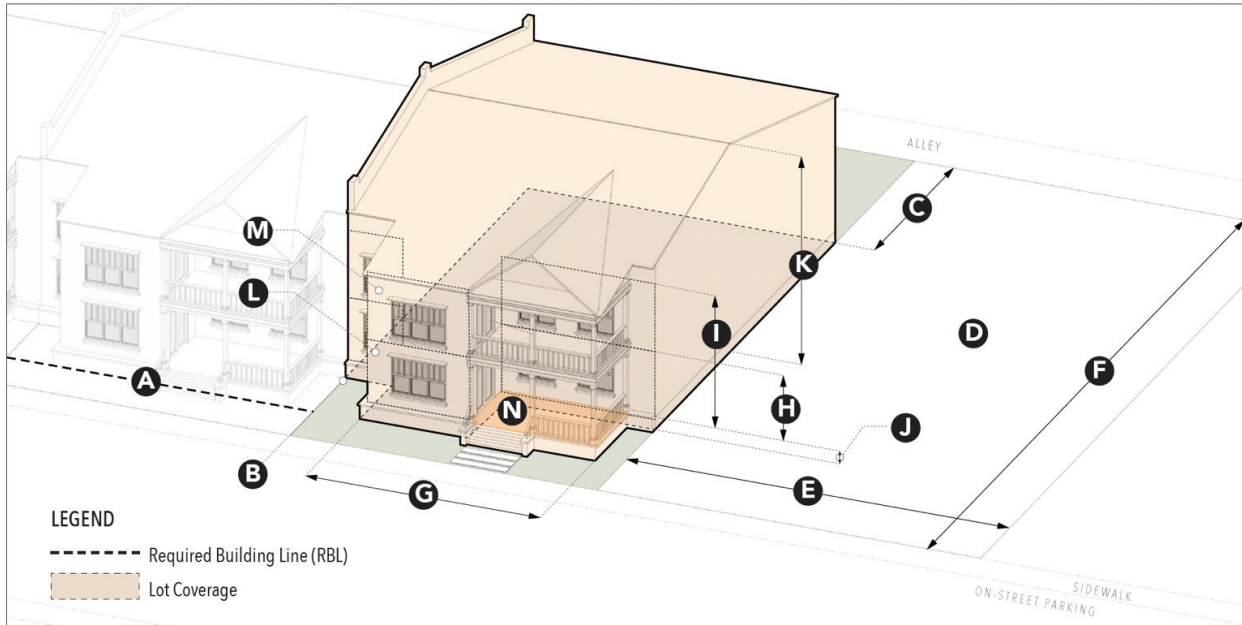 ALLEY
C
M
K
L
I
D
F
A
H
N
J
B
G
E
LEGEND
Required Building Line (RBL)
Lot Coverage
SIDEWALK
ON-STREET PARKING